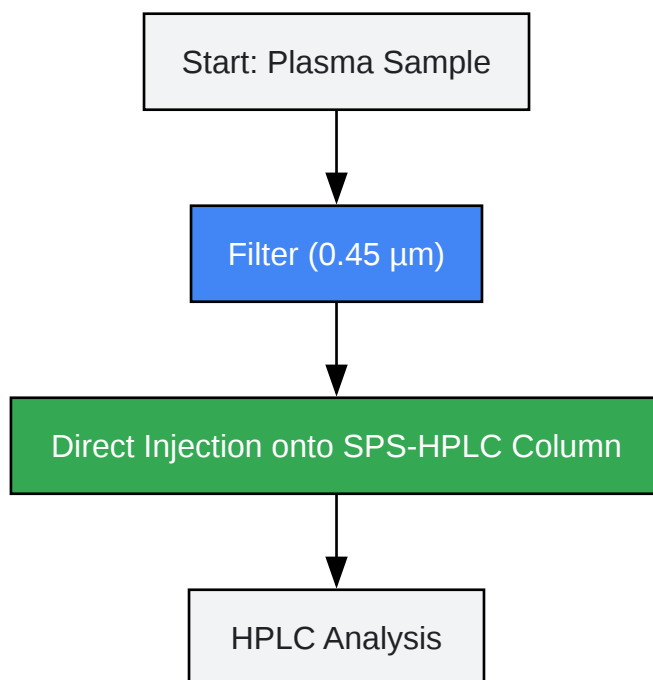 Start: Plasma Sample
Filter (0.45 µm)
Direct Injection onto SPS-HPLC Column
HPLC Analysis